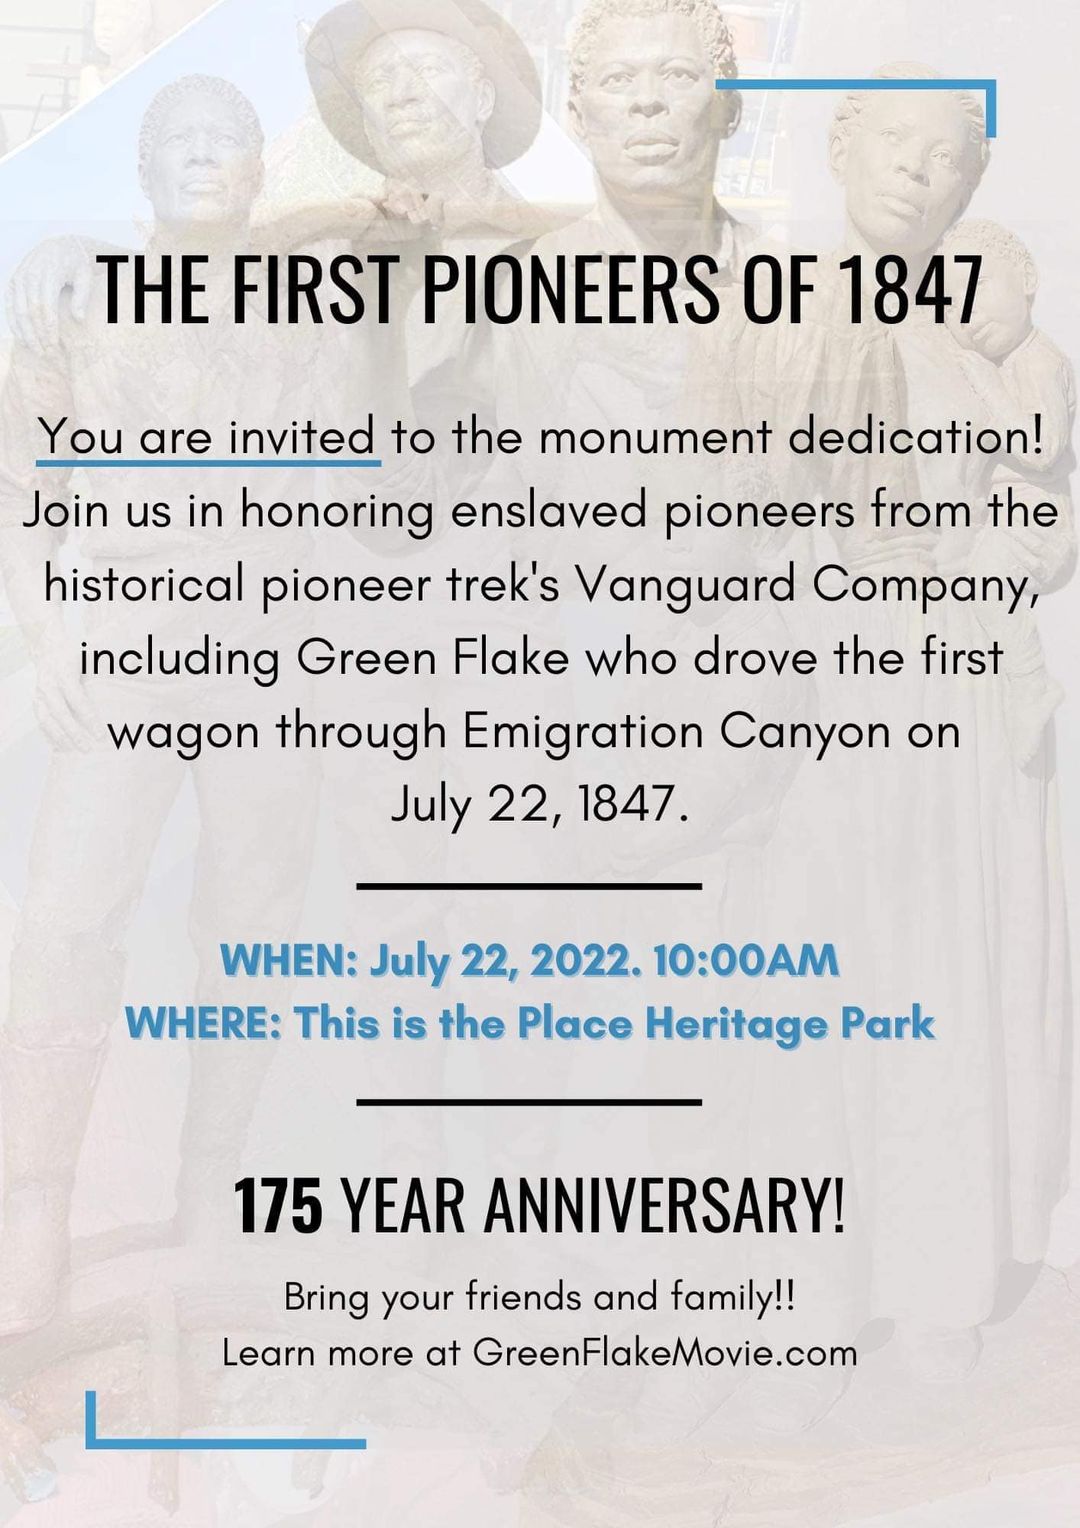 THE FIRST PIONEERS OF 1847
You are invited to the monument dedication!
Join us in honoring enslaved pioneers from the
historical pioneer trek's Vanguard Company,
including Green Flake who drove the first
wagon through Emigration Canyon on
July 22, 1847.
WHEN: July 22, 2022. 10:00AM
WHERE: This is the Place Heritage Park
175 YEAR ANNIVERSARY!
Bring your friends and family!!
Learn more at GreenFlakeMovie.com